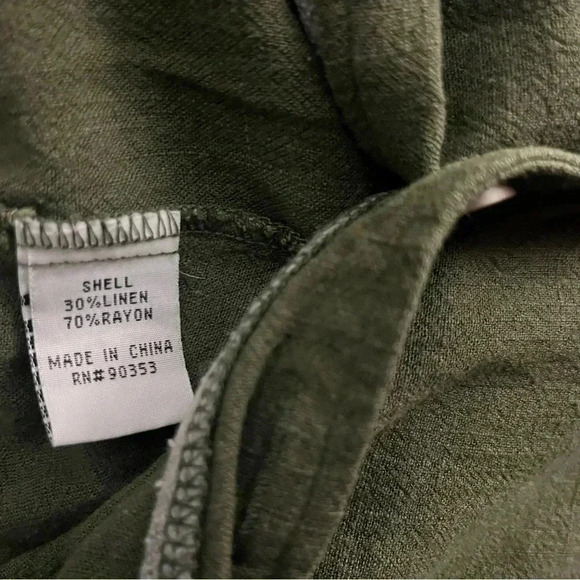 SHELL
30%LINEN
70%RAYON
MADE IN CHINA
RN#90353